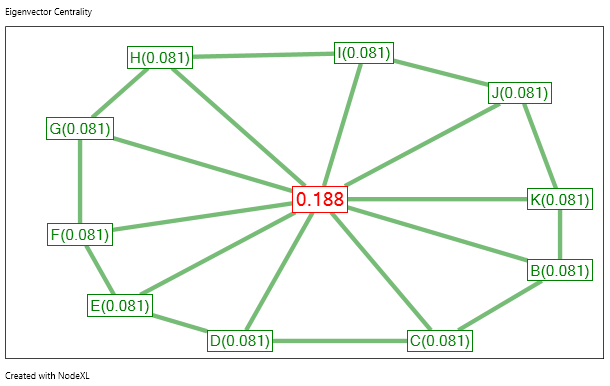 Eigenvector Centrality
H(0.081)
I(0.081)
J(0.081)
G(0.081)
0.188
K(0.081)
F(0.081)
B(0.081)
E(0.081)
D(0.081)
C(0.081)
Created with NodeXL